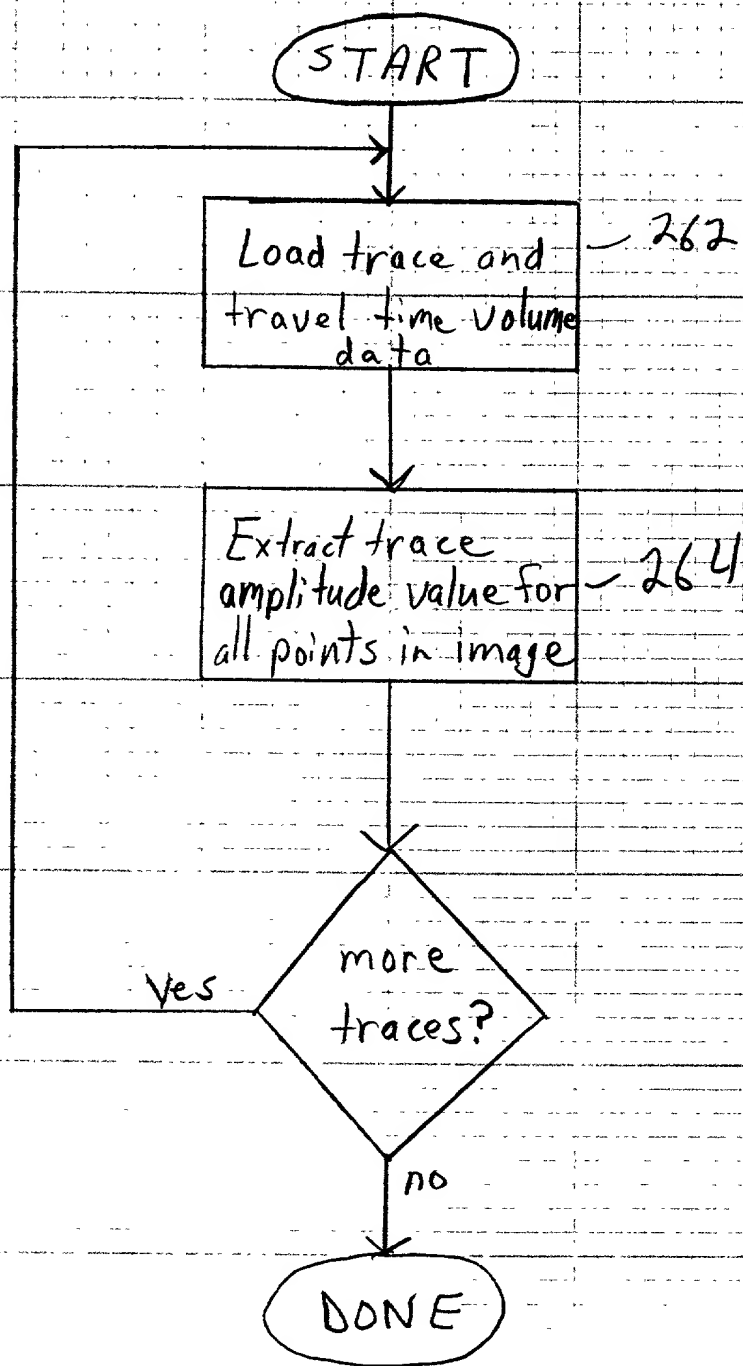 START
Load trace and
travel time volume
data
262
Extract trace
amplitude value for
all points in image
264
more
traces?
Yes
no
DONE